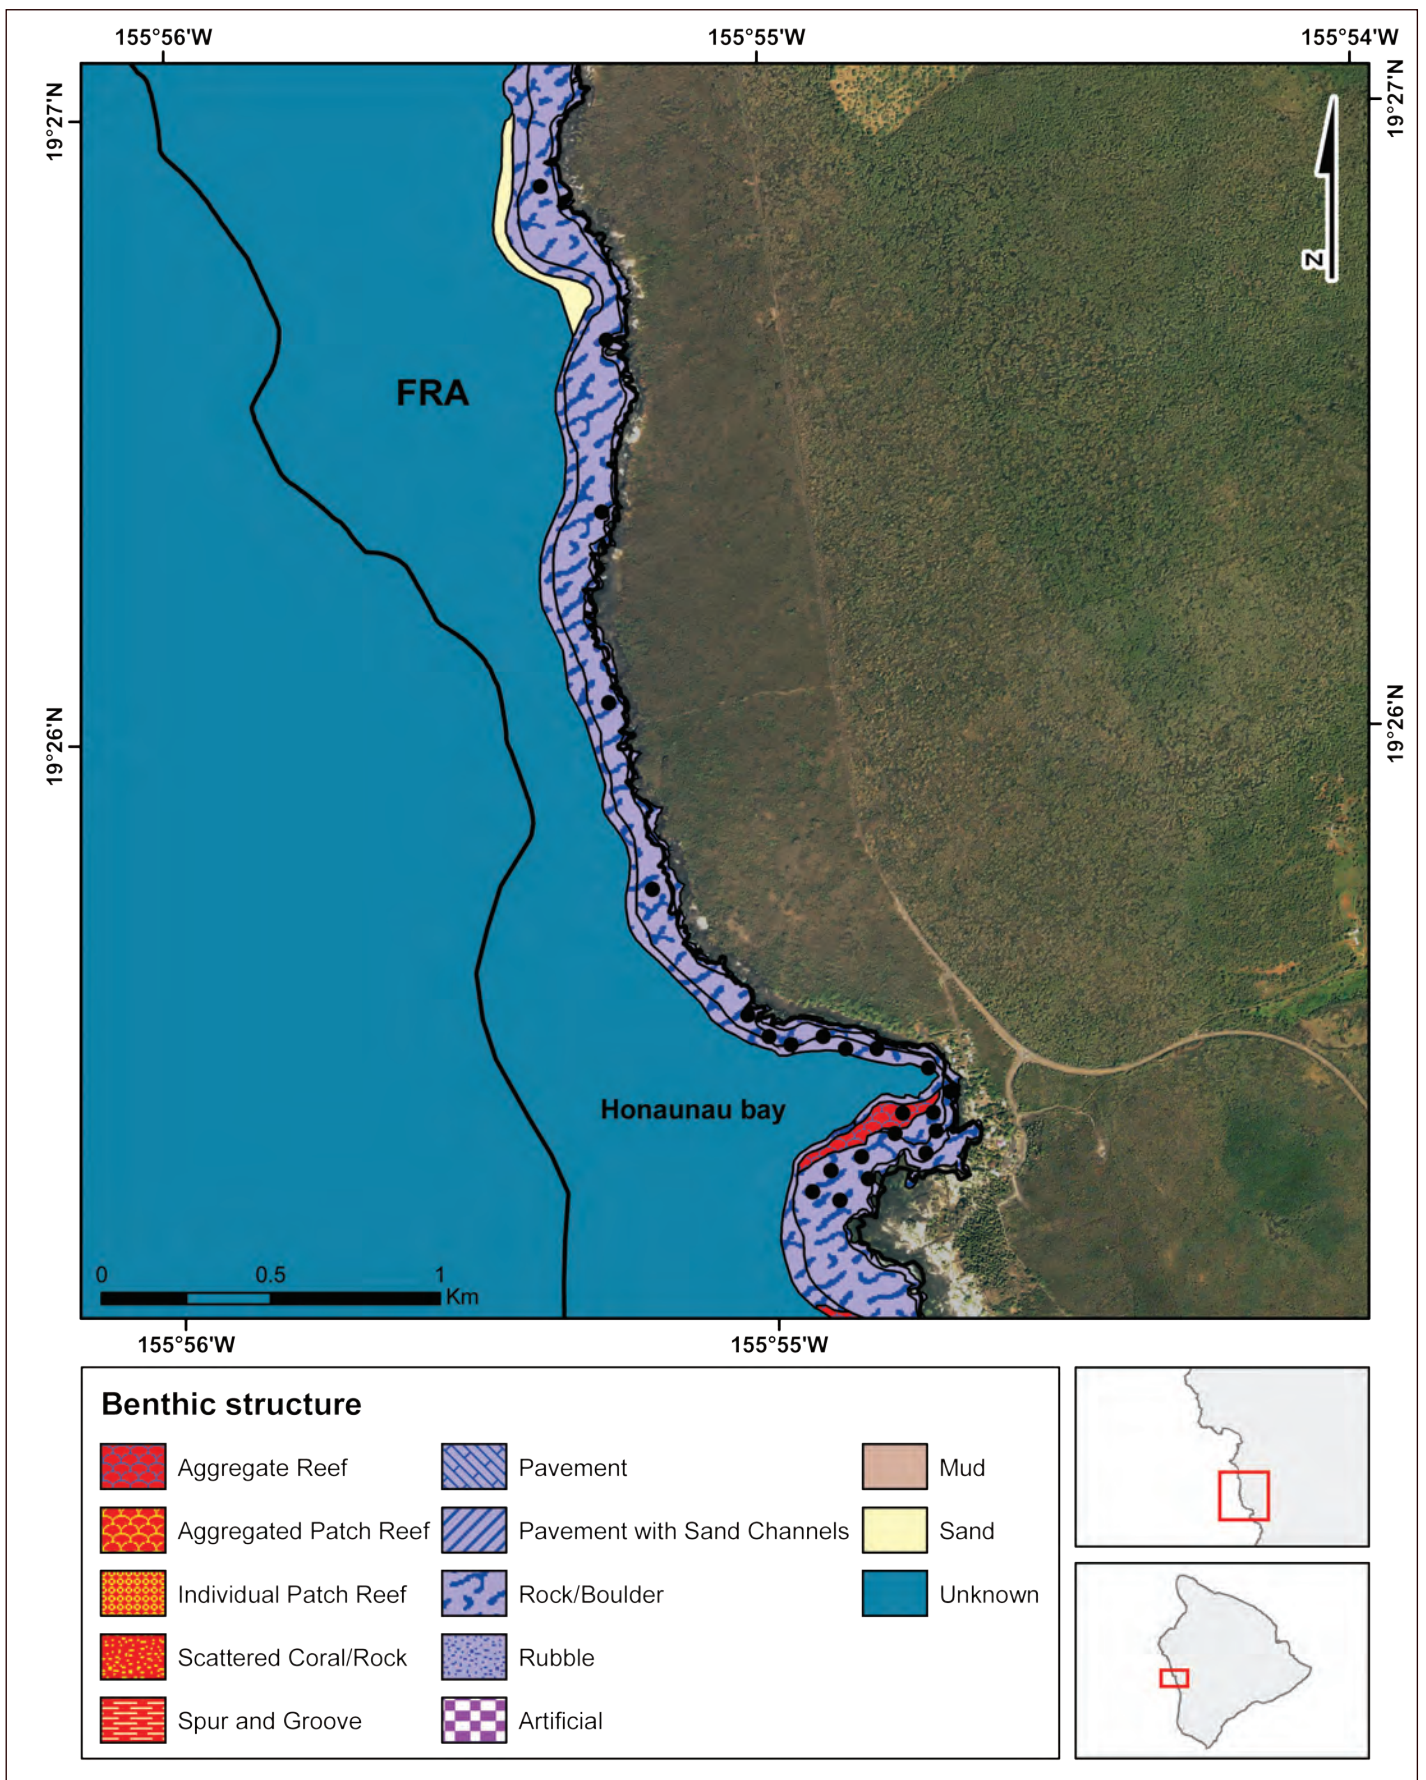 155°56'W 155°55'W 155°54'W
19°27'N 19°27'N
N
FRA
19°26'N 19°26'N
Honaunau bay
0 0.5 1
Km
155°56'W 155°55'W
Benthic structure
Aggregate Reef
Aggregated Patch Reef
Individual Patch Reef
Scattered Coral/Rock
Spur and Groove
Pavement
Pavement with Sand Channels
Rock/Boulder
Rubble
Artificial
Mud
Sand
Unknown